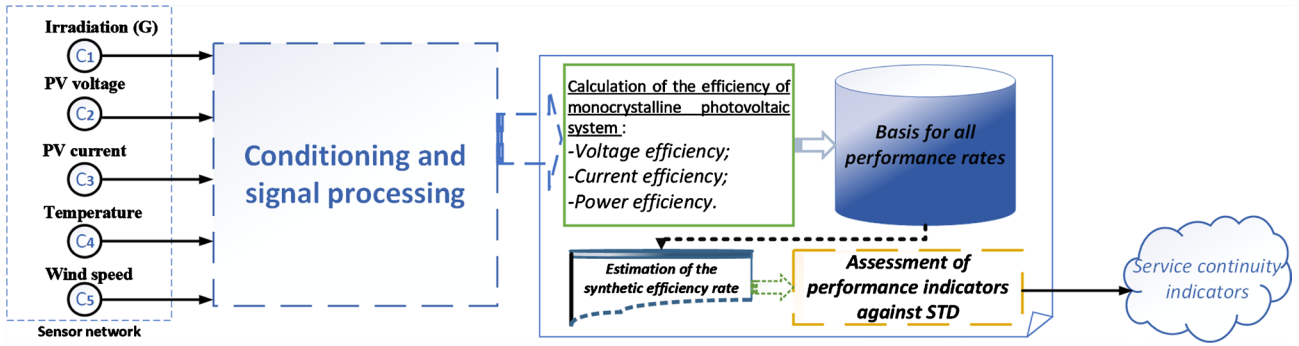 Irradiation (G)
C1
PV voltage
C2
PV current
C3
Temperature
C4
Wind speed
C5
Sensor network
Conditioning and
signal processing
Calculation of the efficiency of
monocrystalline photovoltaic
system :
-Voltage efficiency;
-Current efficiency;
-Power efficiency.
Basis for all
performance rates
Estimation of the
synthetic efficiency rate
Assessment of
performance indicators
against STD
Service continuity
indicators